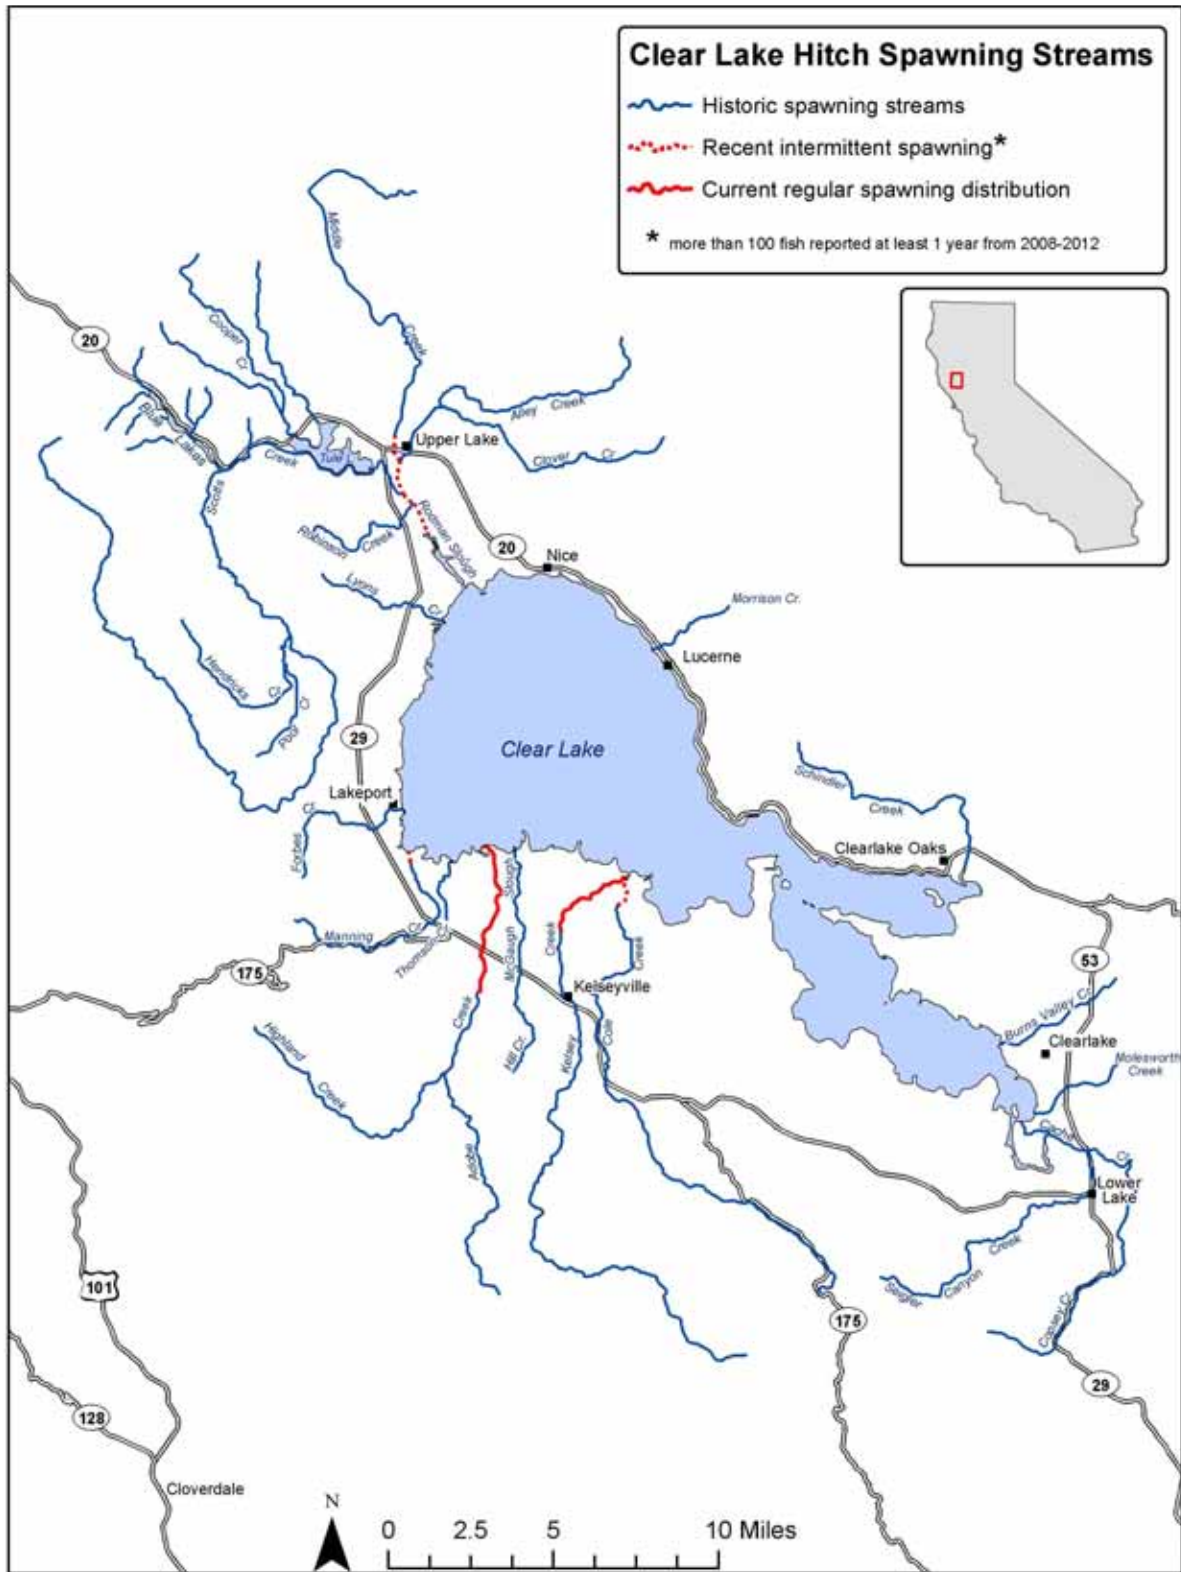 Clear Lake Hitch Spawning Streams
Historic spawning streams
Recent intermittent spawning*
Current regular spawning distribution
* more than 100 fish reported at least 1 year from 2008-2012
Middle
Creek
Cooper
Cr.
20
Blue
Lakes
Alley Creek
Upper Lake
Clover Cr.
Creek
Tule
L.
Scotts
Rodman Slough
Robinson
Creek
20
Nice
Lyons
Cr.
Morrison Cr.
Lucerne
Hendricks
Cr.
Pool
Cr.
29
Clear Lake
Lakeport
Cr.
Forbes
Schindler
Creek
Clearlake Oaks
Slough
McGaugh
Manning
Cr.
Thomas
Cr.
175
Creek
Creek
Kelseyville
53
Burns Valley Cr.
Clearlake
Molesworth
Creek
Highland
Creek
Hill Cr.
Kelsey
Cole
Adobe
Cache
Cr.
Lower
Lake
Creek
Canyon
Seigler
Copsey Cr.
101
175
29
128
Cloverdale
N
0 2.5 5 10 Miles